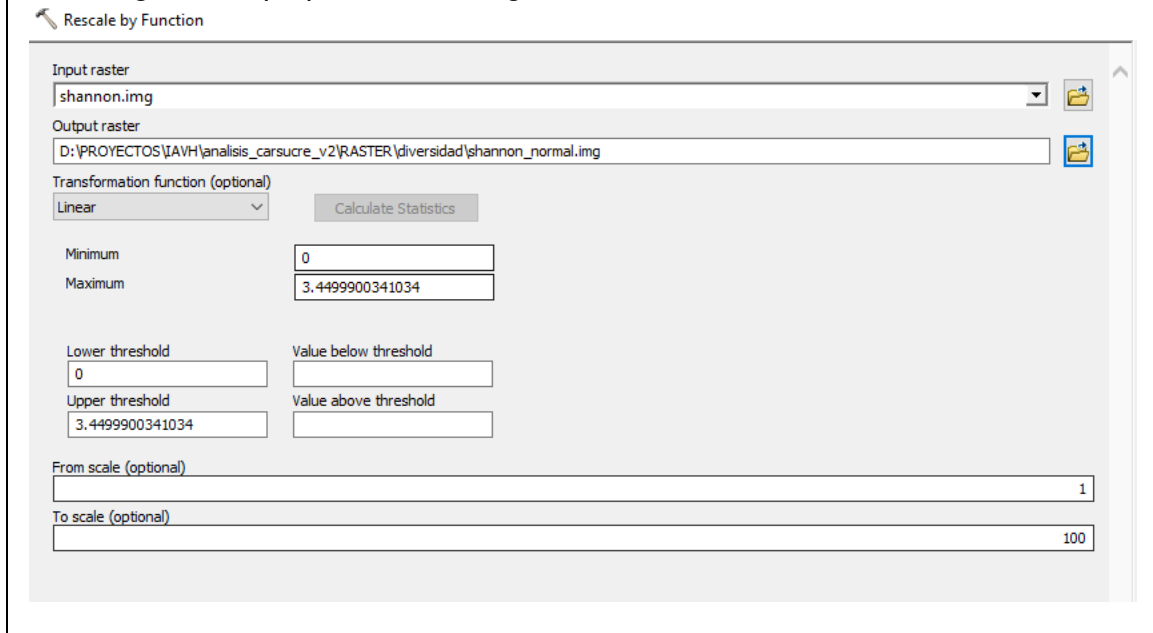 Rescale by Function
Input raster
shannon.img
Output raster
D:\PROYECTOS\IAVH\analisis_carsucre_v2\RASTER\diversidad\shannon_normal.img
Transformation function (optional)
Linear
Calculate Statistics
Minimum
0
Maximum
3.4499900341034
Lower threshold Value below threshold
0
Upper threshold Value above threshold
3.4499900341034
From scale (optional)
1
To scale (optional)
100